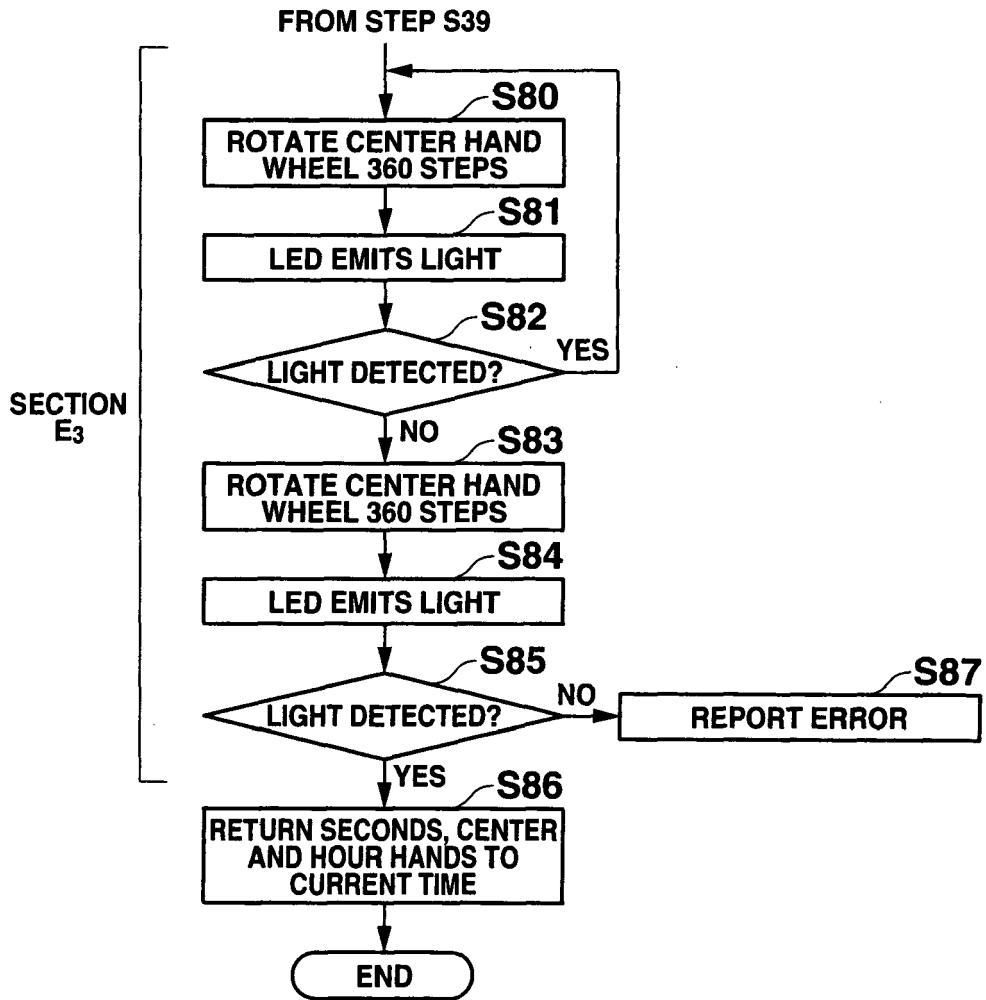 FROM STEP S39
S80
ROTATE CENTER HAND
WHEEL 360 STEPS
S81
LED EMITS LIGHT
S82
LIGHT DETECTED?
YES
SECTION
E3
NO
S83
ROTATE CENTER HAND
WHEEL 360 STEPS
S84
LED EMITS LIGHT
S85
LIGHT DETECTED?
NO
S87
REPORT ERROR
YES
S86
RETURN SECONDS, CENTER
AND HOUR HANDS TO
CURRENT TIME
END